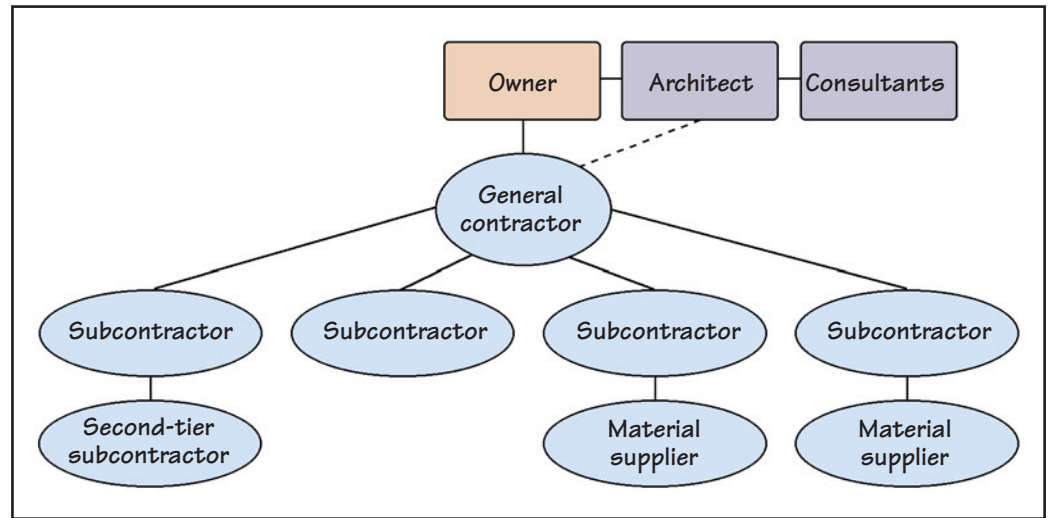 Owner
Architect
Consultants
General
contractor
Subcontractor
Subcontractor
Subcontractor
Subcontractor
Second-tier
subcontractor
Material
supplier
Material
supplier